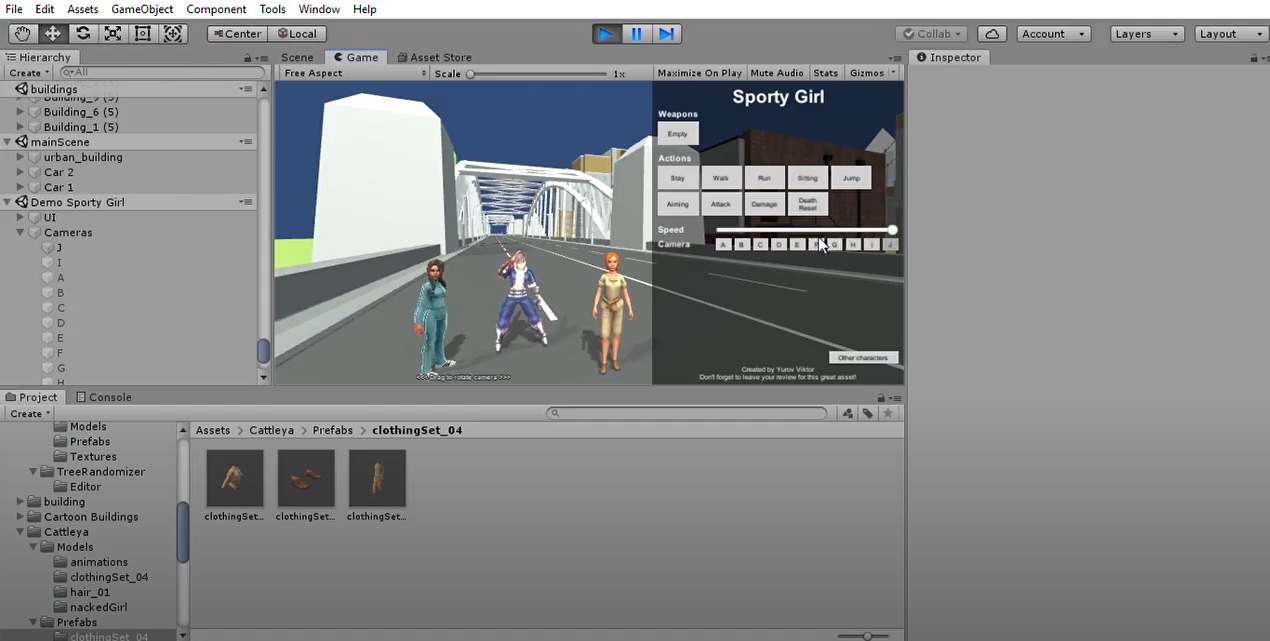 File Edit Assets GameObject Component Tools Window Help
Center Local Collab Account Layers Layout
Hierarchy Scene Game Asset Store Inspector
Create All Free Aspect Scale 1x Maximize On Play Mute Audio Stats Gizmos
buildings
Building_9 (5)
Building_6 (5)
Building_1 (5)
mainScene
urban_building
Car 2
Car 1
Demo Sporty Girl
UI
Cameras
J
I
A
B
C
D
E
F
G
H
Sporty Girl
Weapons
Empty
Actions
Stay Walk Run Sitting Jump
Aiming Attack Damage Death Reset
Speed
Camera A B C D E F G H I J
Other characters
<<< Drag to rotate camera >>>
Created by Yurov Viktor
Don't forget to leave your review for this great asset!
Project Console
Create
Models
Prefabs
Textures
TreeRandomizer
Editor
building
Cartoon Buildings
Cattleya
Models
animations
clothingSet_04
hair_01
nackedGirl
Prefabs
clothingSet_04
Assets > Cattleya > Prefabs > clothingSet_04
clothingSet... clothingSet... clothingSet...